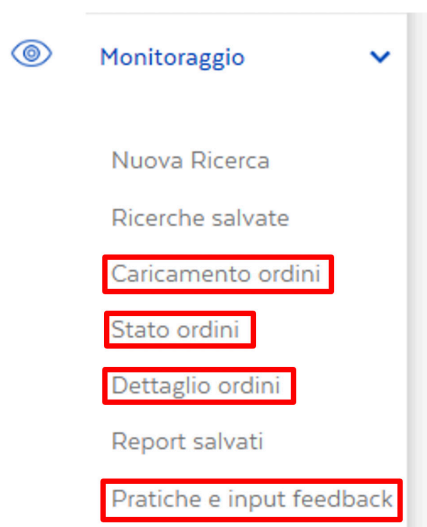 Monitoraggio
Nuova Ricerca
Ricerche salvate
Caricamento ordini
Stato ordini
Dettaglio ordini
Report salvati
Pratiche e input feedback